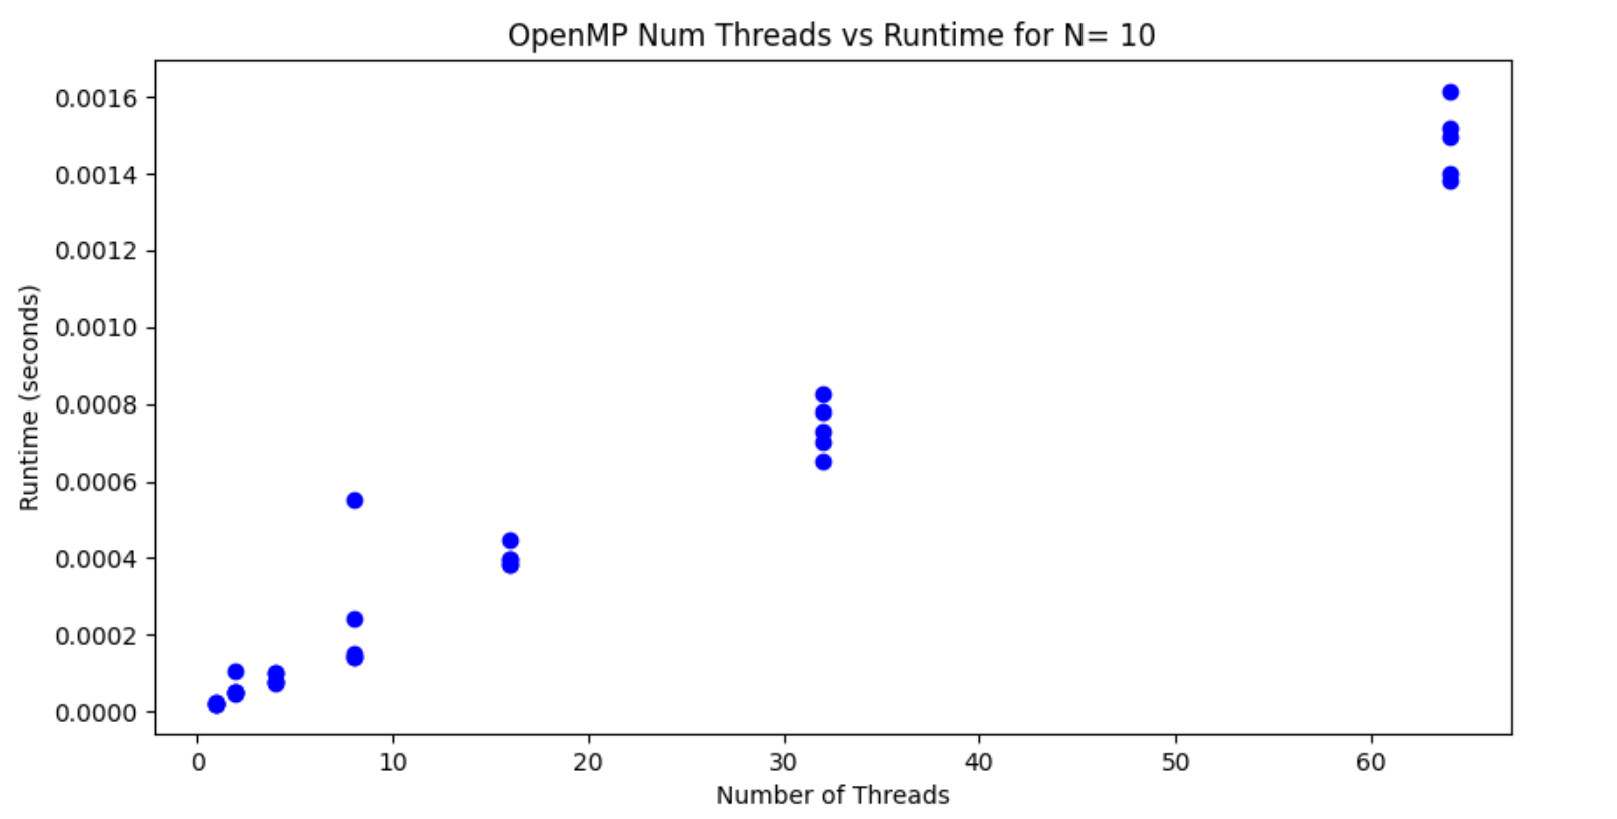 OpenMP Num Threads vs Runtime for N= 10
0.0016
0.0014
0.0012
0.0010
0.0008
0.0006
0.0004
0.0002
0.0000
Runtime (seconds)
0 10 20 30 40 50 60
Number of Threads